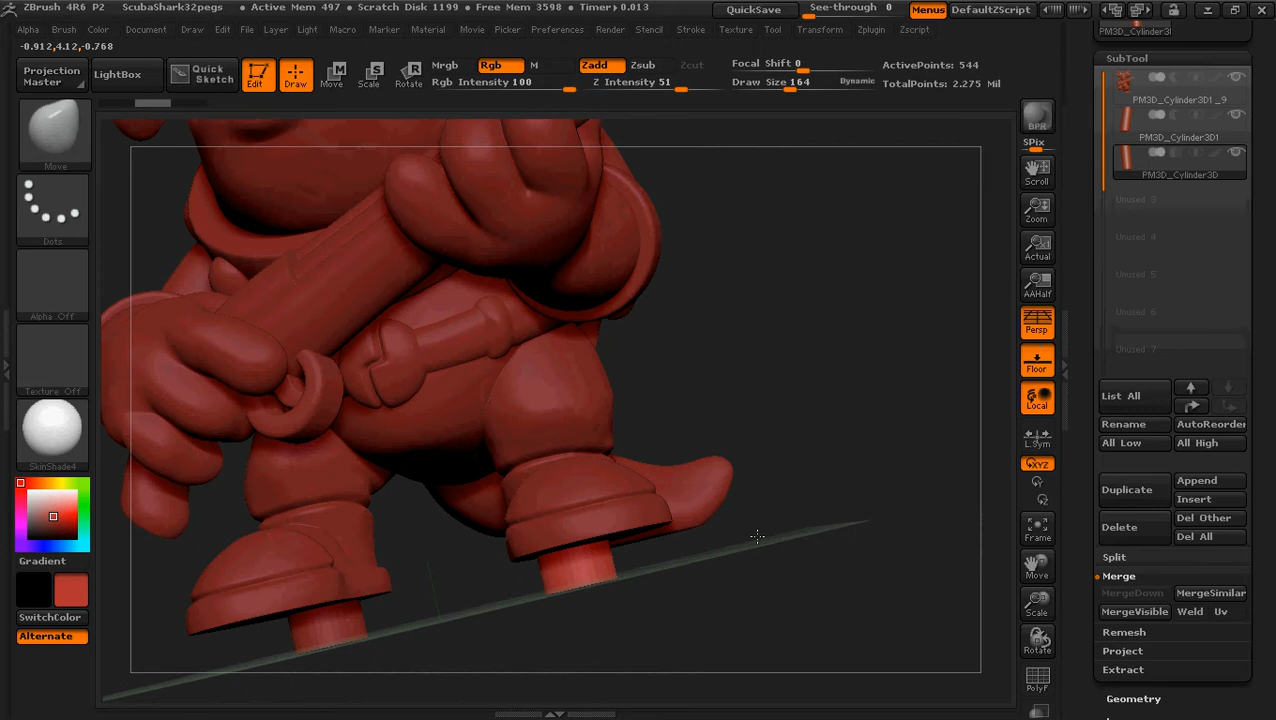 ZBrush 4R6 P2 ScubaShark32pegs • Active Mem 497 • Scratch Disk 1199 • Free Mem 3598 • Timer▸0.013 QuickSave See-through 0 Menus DefaultZScript
Alpha Brush Color Document Draw Edit File Layer Light Macro Marker Material Movie Picker Preferences Render Stencil Stroke Texture Tool Transform Zplugin Zscript
-0.912,4.12,-0.768
Projection Master
LightBox
Quick Sketch
Edit
Draw
Move
Scale
Rotate
Mrgb Rgb M
Rgb Intensity 100
Zadd Zsub Zcut
Z Intensity 51
Focal Shift 0
Draw Size 164 Dynamic
ActivePoints: 544
TotalPoints: 2.275 Mil
Move
Dots
Alpha Off
Texture Off
SkinShade4
Gradient
SwitchColor
Alternate
BPR
SPix
Scroll
Zoom
Actual
AAHalf
Persp
Floor
Local
L.Sym
XYZ
Y
Z
Frame
Move
Scale
Rotate
PolyF
SubTool
PM3D_Cylinder3D1_9
PM3D_Cylinder3D1
PM3D_Cylinder3D
Unused 3
Unused 4
Unused 5
Unused 6
Unused 7
List All
Rename AutoReorder
All Low All High
Duplicate Append
Insert
Delete Del Other
Del All
Split
Merge
MergeDown MergeSimilar
MergeVisible Weld Uv
Remesh
Project
Extract
Geometry